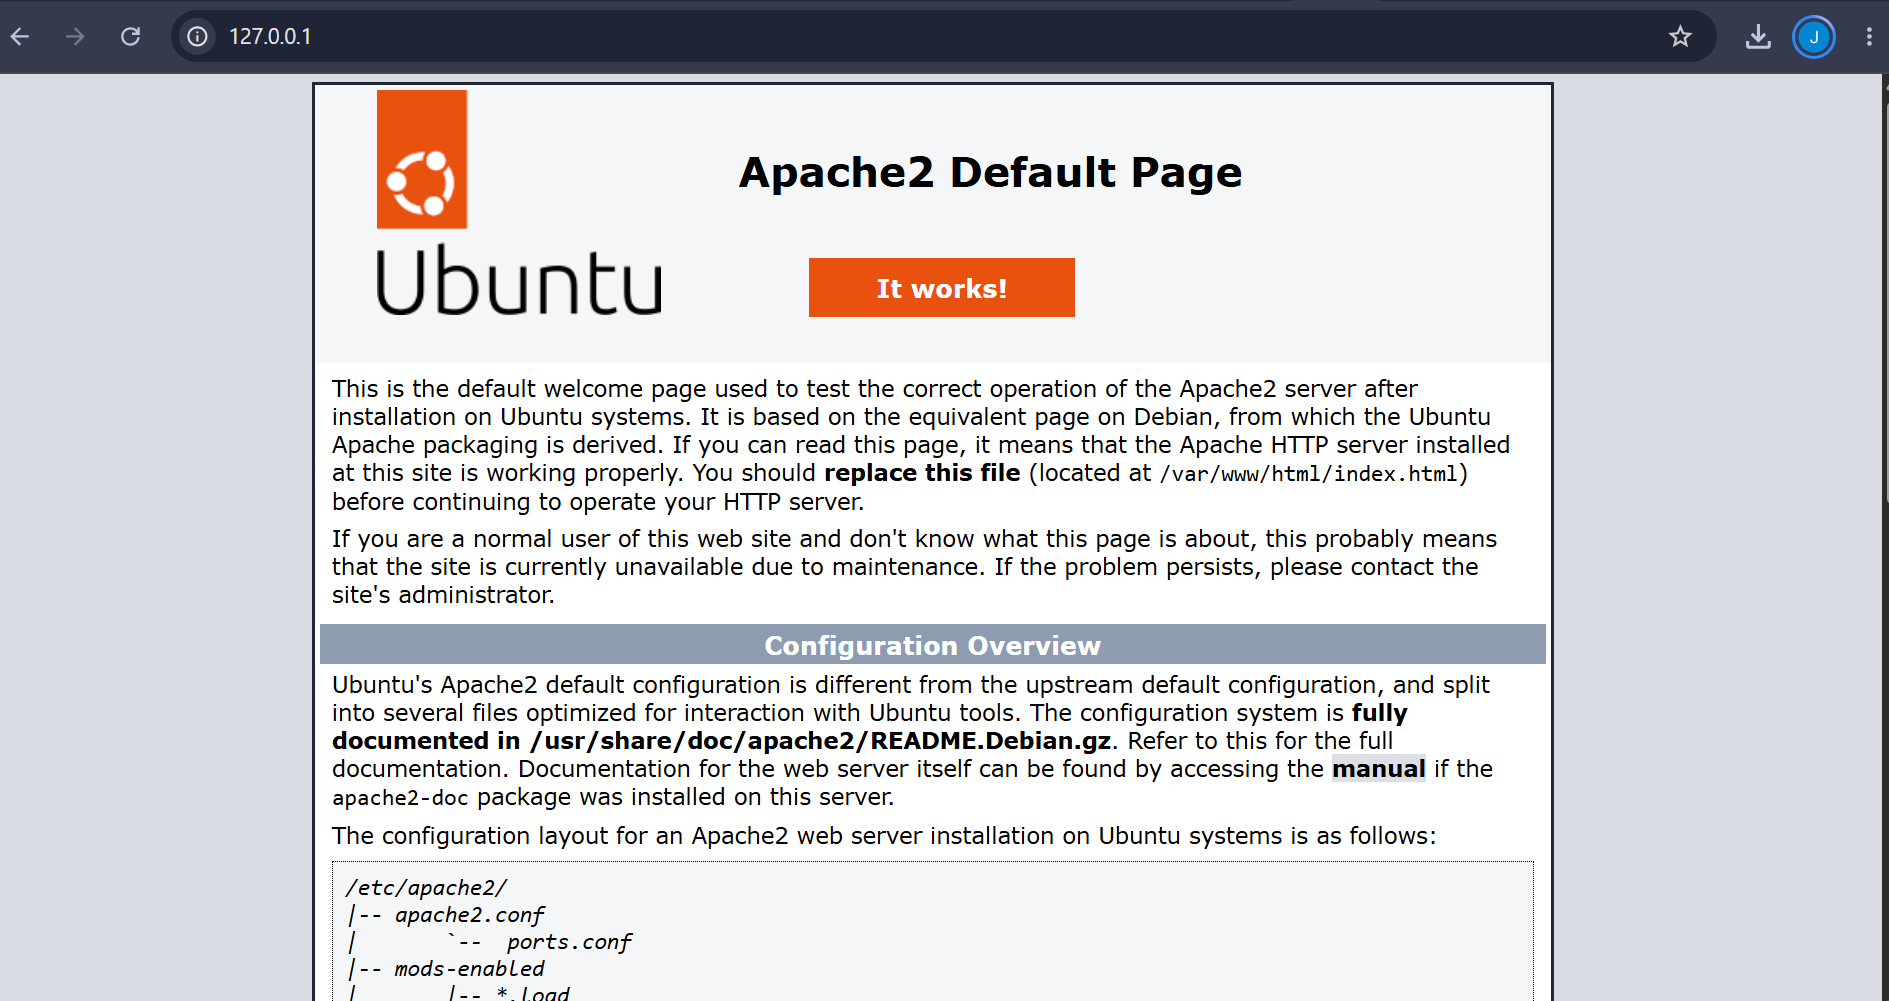 127.0.0.1
J
Apache2 Default Page
Ubuntu
It works!
This is the default welcome page used to test the correct operation of the Apache2 server after
installation on Ubuntu systems. It is based on the equivalent page on Debian, from which the Ubuntu
Apache packaging is derived. If you can read this page, it means that the Apache HTTP server installed
at this site is working properly. You should replace this file (located at /var/www/html/index.html)
before continuing to operate your HTTP server.
If you are a normal user of this web site and don't know what this page is about, this probably means
that the site is currently unavailable due to maintenance. If the problem persists, please contact the
site's administrator.
Configuration Overview
Ubuntu's Apache2 default configuration is different from the upstream default configuration, and split
into several files optimized for interaction with Ubuntu tools. The configuration system is fully
documented in /usr/share/doc/apache2/README.Debian.gz. Refer to this for the full
documentation. Documentation for the web server itself can be found by accessing the manual if the
apache2-doc package was installed on this server.
The configuration layout for an Apache2 web server installation on Ubuntu systems is as follows:
/etc/apache2/
|-- apache2.conf
|       `--  ports.conf
|-- mods-enabled
|       |-- *.load